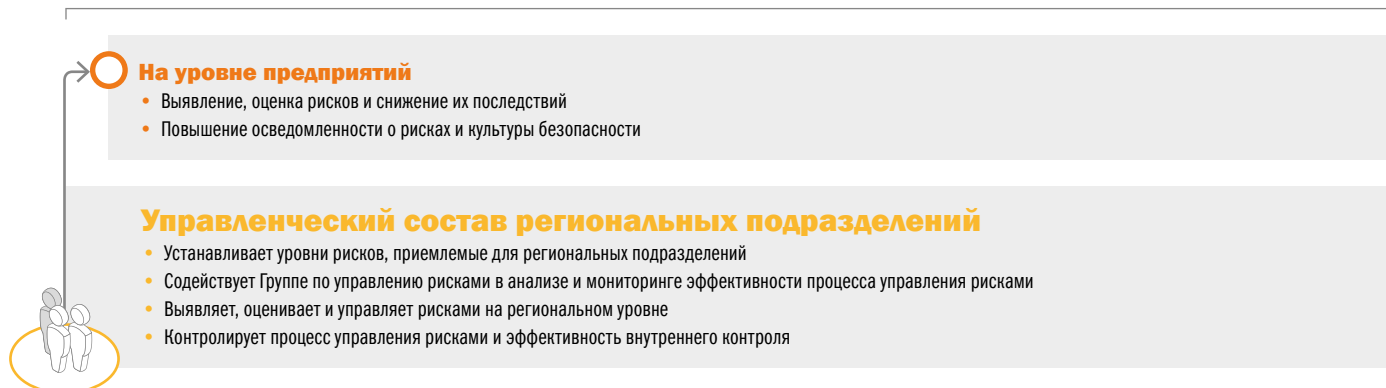 На уровне предприятий
• Выявление, оценка рисков и снижение их последствий
• Повышение осведомленности о рисках и культуры безопасности
Управленческий состав региональных подразделений
• Устанавливает уровни рисков, приемлемые для региональных подразделений
• Содействует Группе по управлению рисками в анализе и мониторинге эффективности процесса управления рисками
• Выявляет, оценивает и управляет рисками на региональном уровне
• Контролирует процесс управления рисками и эффективность внутреннего контроля